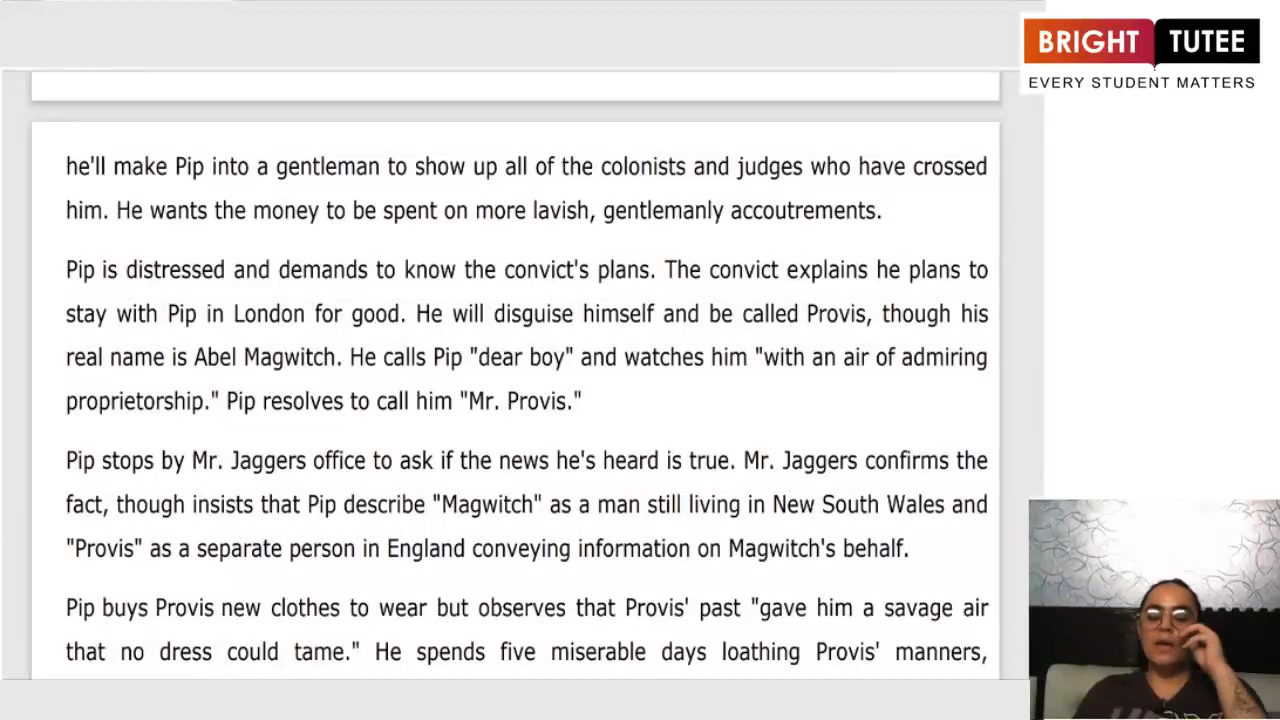 BRIGHT TUTEE
EVERY STUDENT MATTERS
he'll make Pip into a gentleman to show up all of the colonists and judges who have crossed
him. He wants the money to be spent on more lavish, gentlemanly accoutrements.
Pip is distressed and demands to know the convict's plans. The convict explains he plans to
stay with Pip in London for good. He will disguise himself and be called Provis, though his
real name is Abel Magwitch. He calls Pip "dear boy" and watches him "with an air of admiring
proprietorship." Pip resolves to call him "Mr. Provis."
Pip stops by Mr. Jaggers office to ask if the news he's heard is true. Mr. Jaggers confirms the
fact, though insists that Pip describe "Magwitch" as a man still living in New South Wales and
"Provis" as a separate person in England conveying information on Magwitch's behalf.
Pip buys Provis new clothes to wear but observes that Provis' past "gave him a savage air
that no dress could tame." He spends five miserable days loathing Provis' manners,